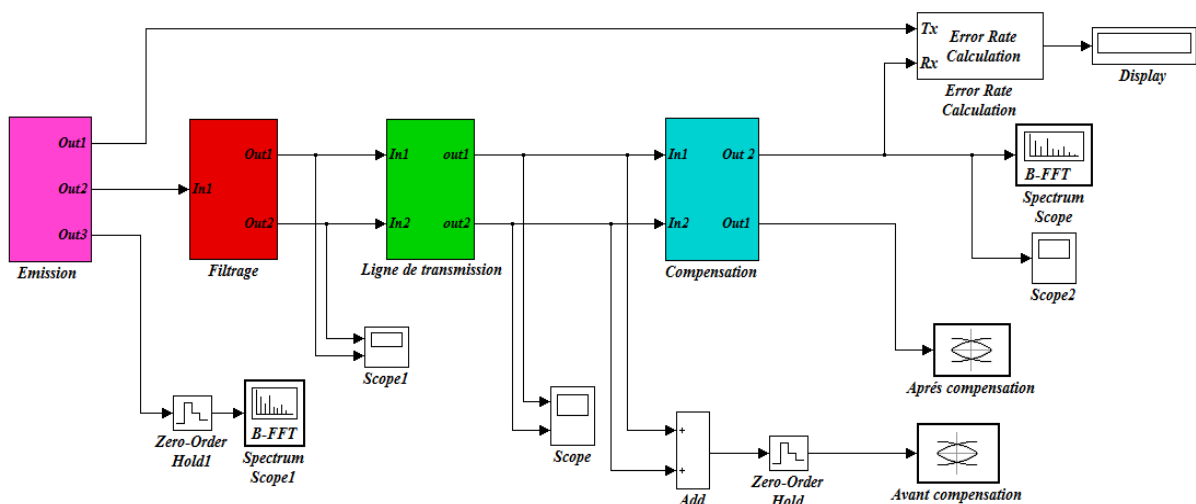 Tx
Error Rate
Calculation
Rx
Error Rate
Calculation
Display
Out1
Out2
Out3
Emission
In1
Out1
Out2
Filtrage
In1
In2
out1
out2
Ligne de transmission
In1
In2
Out 2
Out1
Compensation
B-FFT
Spectrum
Scope
Scope2
Aprés compensation
Scope1
Zero-Order
Hold1
B-FFT
Spectrum
Scope1
Scope
+
+
Add
Zero-Order
Hold
Avant compensation